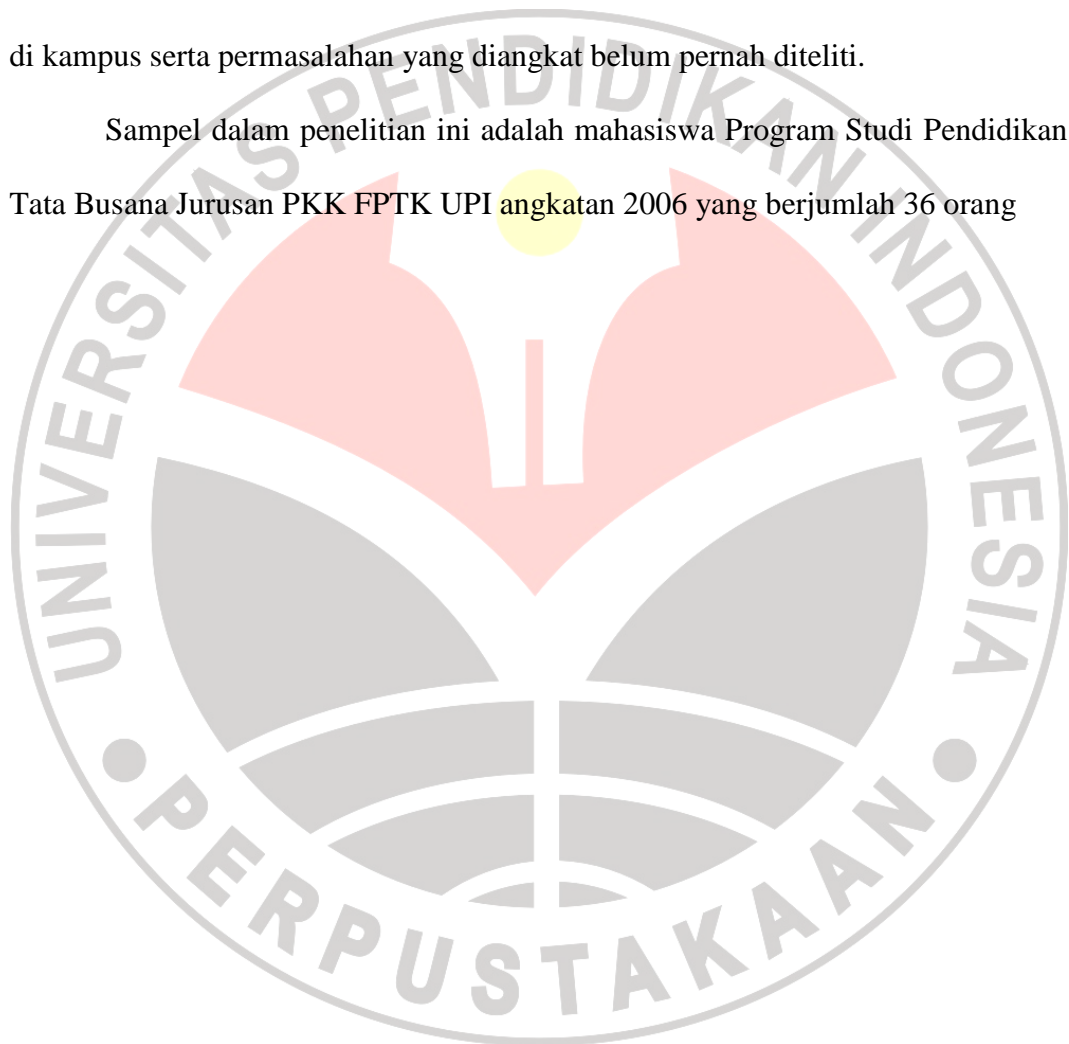 di kampus serta permasalahan yang diangkat belum pernah diteliti.
Sampel dalam penelitian ini adalah mahasiswa Program Studi Pendidikan
Tata Busana Jurusan PKK FPTK UPI angkatan 2006 yang berjumlah 36 orang
UNIVERSITAS PENDIDIKAN INDONESIA
PERPUSTAKAAN